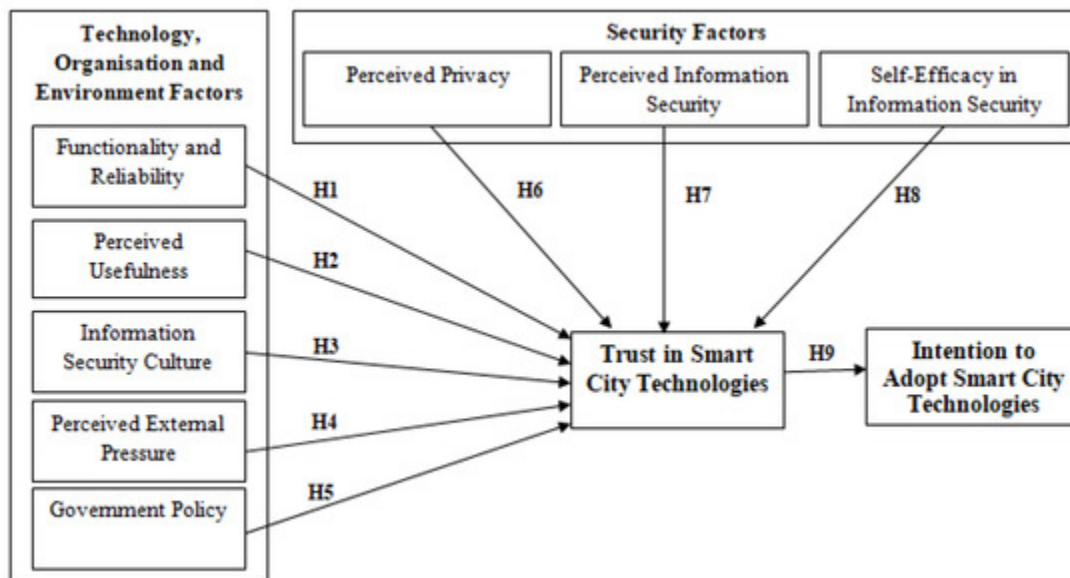 Technology,
Organisation and
Environment Factors
Functionality and
Reliability
Perceived
Usefulness
Information
Security Culture
Perceived External
Pressure
Government Policy
Security Factors
Perceived Privacy
Perceived Information
Security
Self-Efficacy in
Information Security
H1
H2
H3
H4
H5
H6
H7
H8
Trust in Smart
City Technologies
H9
Intention to
Adopt Smart City
Technologies